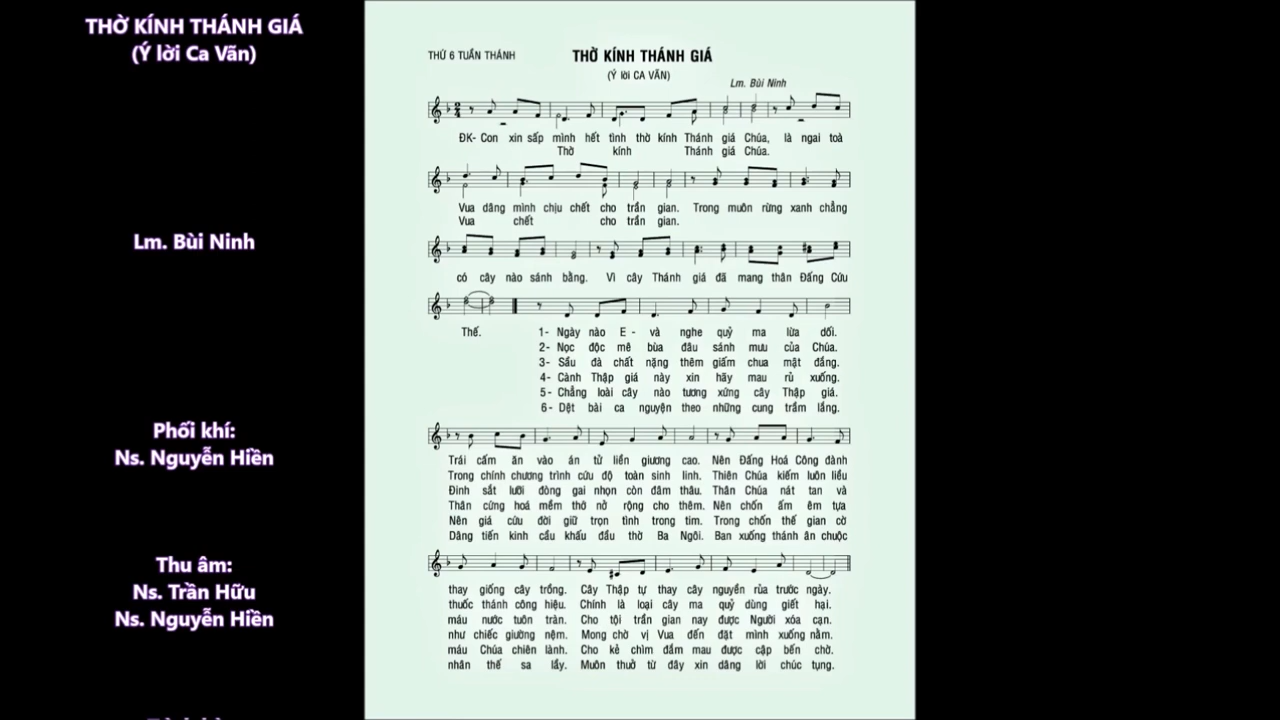 THỜ KÍNH THÁNH GIÁ
(Ý lời Ca Vãn)
Lm. Bùi Ninh
Phối khí:
Ns. Nguyễn Hiền
Thu âm:
Ns. Trần Hữu
Ns. Nguyễn Hiền
THỨ 6 TUẦN THÁNH
THỜ KÍNH THÁNH GIÁ
(Ý lời CA VÃN)
Lm. Bùi Ninh
ĐK- Con xin sấp mình hết tình thờ kính Thánh giá Chúa, là ngai toà
Thờ kính Thánh giá Chúa.
Vua dâng mình chịu chết cho trần gian. Trong muôn rừng xanh chẳng
Vua chết cho trần gian.
có cây nào sánh bằng. Vì cây Thánh giá đã mang thân Đấng Cứu
Thế. 1- Ngày nào E - và nghe quỷ ma lừa dối.
2- Nọc độc mê bùa đâu sánh mưu của Chúa.
3- Sầu đà chất nặng thêm giấm chua mật đắng.
4- Cành Thập giá này xin hãy mau rủ xuống.
5- Chẳng loài cây nào tương xứng cây Thập giá.
6- Dệt bài ca nguyện theo những cung trầm lắng.
Trái cấm ăn vào án tử liền giương cao. Nên Đấng Hoá Công đành
Trong chính chương trình cứu độ toàn sinh linh. Thiên Chúa kiếm luôn liều
Đinh sắt lưỡi đòng gai nhọn còn đâm thâu. Thân Chúa nát tan và
Thân cứng hoá mềm thớ nở rộng cho thêm. Nên chốn ấm êm tựa
Nên giá cứu đời giữ trọn tình trong tim. Trong chốn thế gian cờ
Dâng tiến kinh cầu khấu đầu thờ Ba Ngôi. Ban xuống thánh ân chuộc
thay giống cây trồng. Cây Thập tự thay cây nguyền rủa trước ngày.
thuốc thánh công hiệu. Chính là loại cây ma quỷ dùng giết hại.
máu nước tuôn tràn. Cho tội trần gian nay được Người xóa cạn.
như chiếc giường nệm. Mong chờ vị Vua đến đặt mình xuống nằm.
máu Chúa chiên lành. Cho kẻ chìm đắm mau được cập bến chờ.
nhân thế sa lầy. Muôn thuở từ đây xin dâng lời chúc tụng.